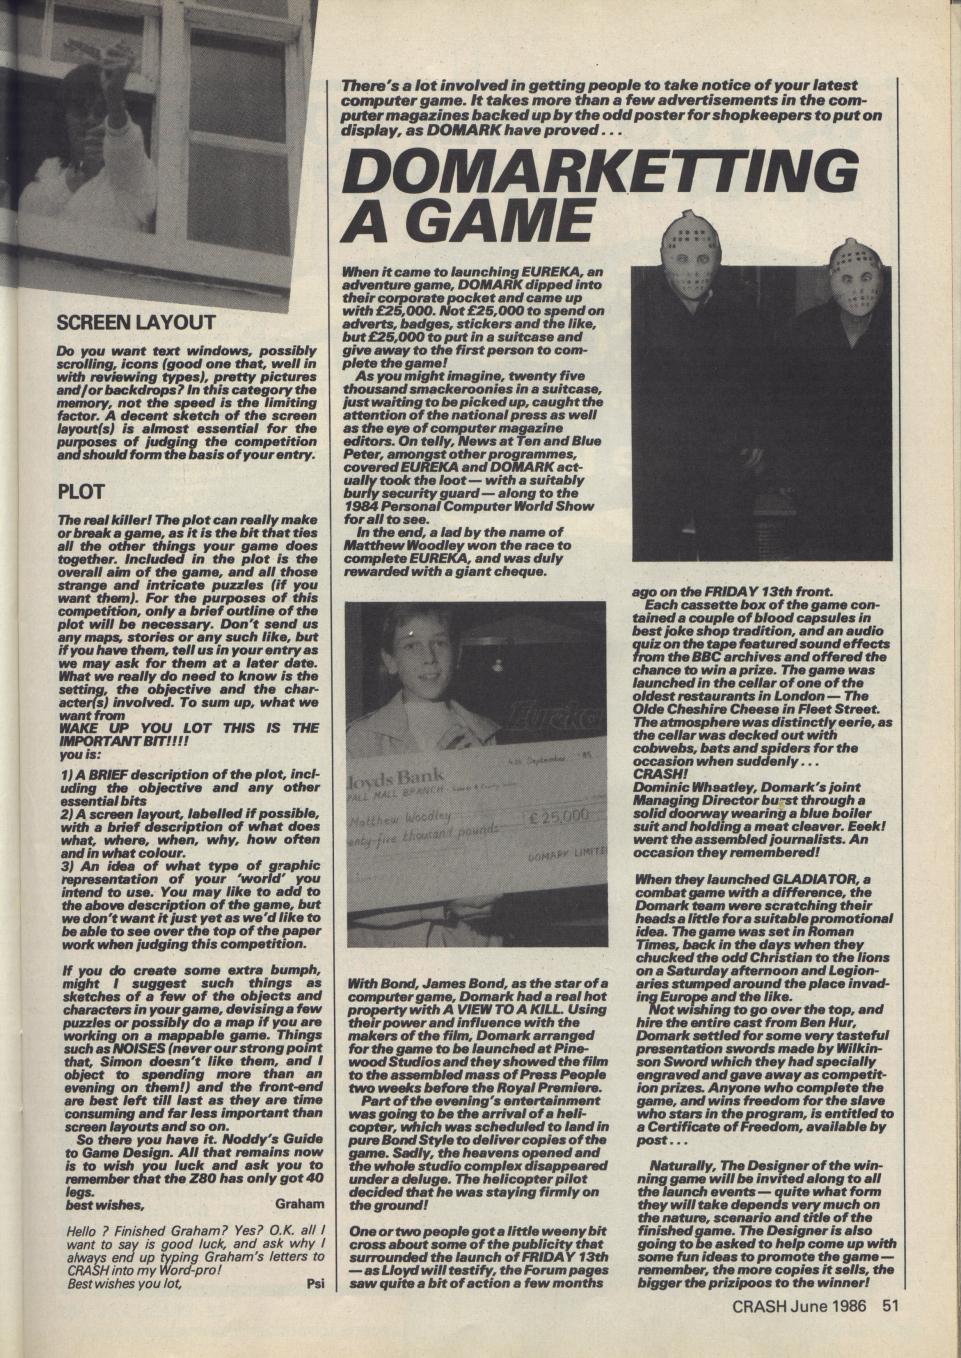 SCREEN LAYOUT
Do you want text windows, possibly
scrolling, icons (good one that, well in
with reviewing types), pretty pictures
and/or backdrops? In this category the
memory, not the speed is the limiting
factor. A decent sketch of the screen
layout(s) is almost essential for the
purposes of judging the competition
and should form the basis of your entry.
PLOT
The real killer! The plot can really make
or break a game, as it is the bit that ties
all the other things your game does
together. Included in the plot is the
overall aim of the game, and all those
strange and intricate puzzles (if you
want them). For the purposes of this
competition, only a brief outline of the
plot will be necessary. Don't send us
any maps, stories or any such like, but
if you have them, tell us in your entry as
we may ask for them at a later date.
What we really do need to know is the
setting, the objective and the char-
acter(s) involved. To sum up, what we
want from
WAKE UP YOU LOT THIS IS THE
IMPORTANT BIT!!!!
you is:
1) A BRIEF description of the plot, incl-
uding the objective and any other
essential bits
2) A screen layout, labelled if possible,
with a brief description of what does
what, where, when, why, how often
and in what colour.
3) An idea of what type of graphic
representation of your 'world' you
intend to use. You may like to add to
the above description of the game, but
we don't want it just yet as we'd like to
be able to see over the top of the paper
work when judging this competition.
If you do create some extra bumph,
might I suggest such things as
sketches of a few of the objects and
characters in your game, devising a few
puzzles or possibly do a map if you are
working on a mappable game. Things
such as NOISES (never our strong point
that, Simon doesn't like them, and I
object to spending more than an
evening on them!) and the front-end
are best left till last as they are time
consuming and far less important than
screen layouts and so on.
So there you have it. Noddy's Guide
to Game Design. All that remains now
is to wish you luck and ask you to
remember that the Z80 has only got 40
legs.
best wishes, Graham
Hello ? Finished Graham? Yes? O.K. all I
want to say is good luck, and ask why I
always end up typing Graham's letters to
CRASH into my Word-pro!
Best wishes you lot, Psi
There's a lot involved in getting people to take notice of your latest
computer game. It takes more than a few advertisements in the com-
puter magazines backed up by the odd poster for shopkeepers to put on
display, as DOMARK have proved . . .
DOMARKETTING
A GAME
When it came to launching EUREKA, an
adventure game, DOMARK dipped into
their corporate pocket and came up
with £25,000. Not £25,000 to spend on
adverts, badges, stickers and the like,
but £25,000 to put in a suitcase and
give away to the first person to com-
plete the game!
As you might imagine, twenty five
thousand smackeroonies in a suitcase,
just waiting to be picked up, caught the
attention of the national press as well
as the eye of computer magazine
editors. On telly, News at Ten and Blue
Peter, amongst other programmes,
covered EUREKA and DOMARK act-
ually took the loot — with a suitably
burly security guard — along to the
1984 Personal Computer World Show
for all to see.
In the end, a lad by the name of
Matthew Woodley won the race to
complete EUREKA, and was duly
rewarded with a giant cheque.
Eureka
4th September 85
loyds Bank
PALL MALL BRANCH
Matthew Woodley
enty-five thousand pounds
£25,000
DOMARK LIMITE
With Bond, James Bond, as the star of a
computer game, Domark had a real hot
property with A VIEW TO A KILL. Using
their power and influence with the
makers of the film, Domark arranged
for the game to be launched at Pine-
wood Studios and they showed the film
to the assembled mass of Press People
two weeks before the Royal Premiere.
Part of the evening's entertainment
was going to be the arrival of a heli-
copter, which was scheduled to land in
pure Bond Style to deliver copies of the
game. Sadly, the heavens opened and
the whole studio complex disappeared
under a deluge. The helicopter pilot
decided that he was staying firmly on
the ground!
One or two people got a little weeny bit
cross about some of the publicity that
surrounded the launch of FRIDAY 13th
— as Lloyd will testify, the Forum pages
saw quite a bit of action a few months
ago on the FRIDAY 13th front.
Each cassette box of the game con-
tained a couple of blood capsules in
best joke shop tradition, and an audio
quiz on the tape featured sound effects
from the BBC archives and offered the
chance to win a prize. The game was
launched in the cellar of one of the
oldest restaurants in London — The
Olde Cheshire Cheese in Fleet Street.
The atmosphere was distinctly eerie, as
the cellar was decked out with
cobwebs, bats and spiders for the
occasion when suddenly . . .
CRASH!
Dominic Wheatley, Domark's joint
Managing Director burst through a
solid doorway wearing a blue boiler
suit and holding a meat cleaver. Eeek!
went the assembled journalists. An
occasion they remembered!
When they launched GLADIATOR, a
combat game with a difference, the
Domark team were scratching their
heads a little for a suitable promotional
idea. The game was set in Roman
Times, back in the days when they
chucked the odd Christian to the lions
on a Saturday afternoon and Legion-
aries stumped around the place invad-
ing Europe and the like.
Not wishing to go over the top, and
hire the entire cast from Ben Hur,
Domark settled for some very tasteful
presentation swords made by Wilkin-
son Sword which they had specially
engraved and gave away as competit-
ion prizes. Anyone who complete the
game, and wins freedom for the slave
who stars in the program, is entitled to
a Certificate of Freedom, available by
post . . .
Naturally, The Designer of the win-
ning game will be invited along to all
the launch events — quite what form
they will take depends very much on
the nature, scenario and title of the
finished game. The Designer is also
going to be asked to help come up with
some fun ideas to promote the game —
remember, the more copies it sells, the
bigger the prizipoos to the winner!
CRASH June 1986 51